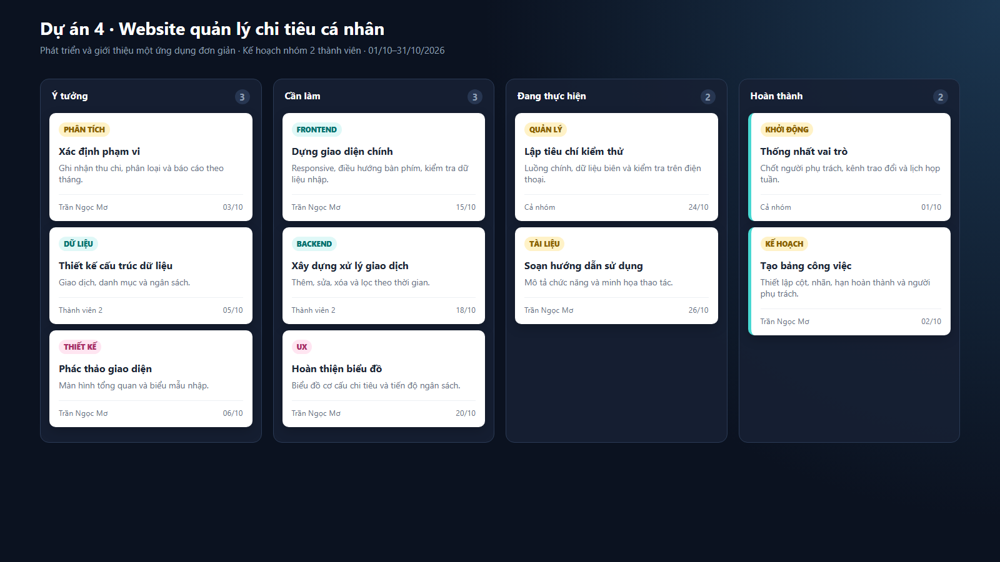 Dự án 4 · Website quản lý chi tiêu cá nhân
Phát triển và giới thiệu một ứng dụng đơn giản · Kế hoạch nhóm 2 thành viên · 01/10–31/10/2026
Ý tưởng
3
PHÂN TÍCH
Xác định phạm vi
Ghi nhận thu chi, phân loại và báo cáo theo
tháng.
Trần Ngọc Mơ
03/10
DỮ LIỆU
Thiết kế cấu trúc dữ liệu
Giao dịch, danh mục và ngân sách.
Thành viên 2
05/10
THIẾT KẾ
Phác thảo giao diện
Màn hình tổng quan và biểu mẫu nhập.
Trần Ngọc Mơ
06/10
Cần làm
3
FRONTEND
Dựng giao diện chính
Responsive, điều hướng bàn phím, kiểm tra dữ
liệu nhập.
Trần Ngọc Mơ
15/10
BACKEND
Xây dựng xử lý giao dịch
Thêm, sửa, xóa và lọc theo thời gian.
Thành viên 2
18/10
UX
Hoàn thiện biểu đồ
Biểu đồ cơ cấu chi tiêu và tiến độ ngân sách.
Trần Ngọc Mơ
20/10
Đang thực hiện
2
QUẢN LÝ
Lập tiêu chí kiểm thử
Luồng chính, dữ liệu biên và kiểm tra trên điện
thoại.
Cả nhóm
24/10
TÀI LIỆU
Soạn hướng dẫn sử dụng
Mô tả chức năng và minh họa thao tác.
Trần Ngọc Mơ
26/10
Hoàn thành
2
KHỞI ĐỘNG
Thống nhất vai trò
Chốt người phụ trách, kênh trao đổi và lịch họp
tuần.
Cả nhóm
01/10
KẾ HOẠCH
Tạo bảng công việc
Thiết lập cột, nhãn, hạn hoàn thành và người
phụ trách.
Trần Ngọc Mơ
02/10